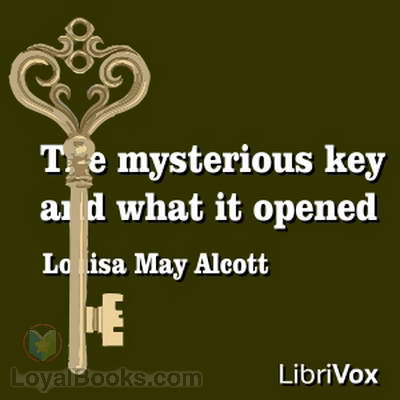 The mysterious key
and what it opened
Louisa May Alcott
LibriVox
LoyalBooks.com